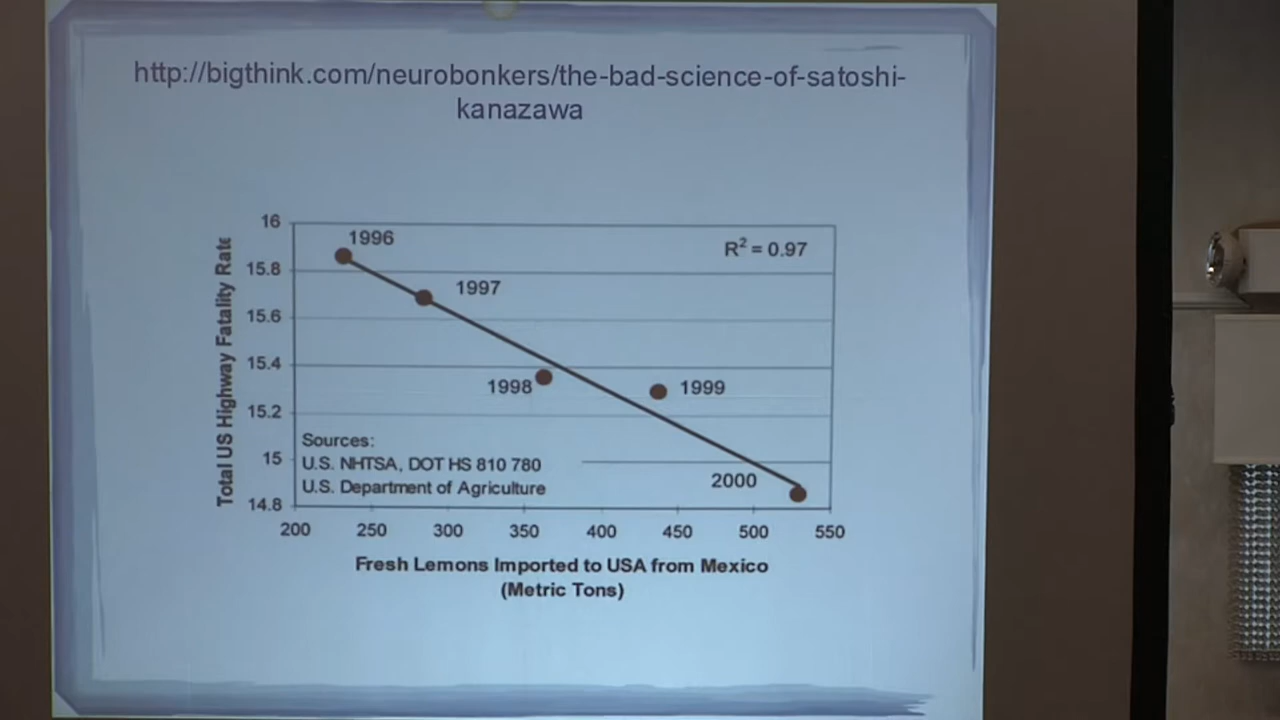 http://bigthink.com/neurobonkers/the-bad-science-of-satoshi-
kanazawa
Total US Highway Fatality Rate
16
15.8
15.6
15.4
15.2
15
14.8
1996
R² = 0.97
1997
1998
1999
2000
Sources:
U.S. NHTSA, DOT HS 810 780
U.S. Department of Agriculture
200 250 300 350 400 450 500 550
Fresh Lemons Imported to USA from Mexico
(Metric Tons)